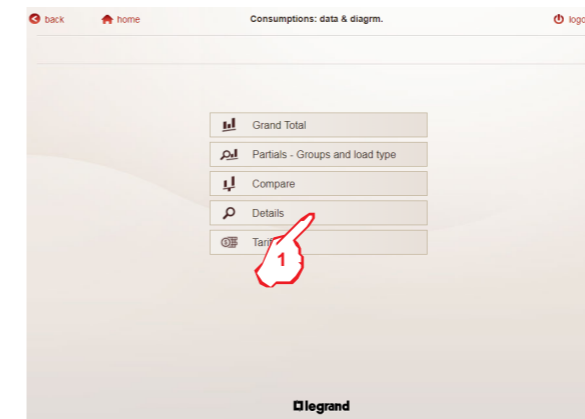 back home Consumptions: data & diagrm.
Grand Total
Partials - Groups and load type
Compare
Details
1
legrand